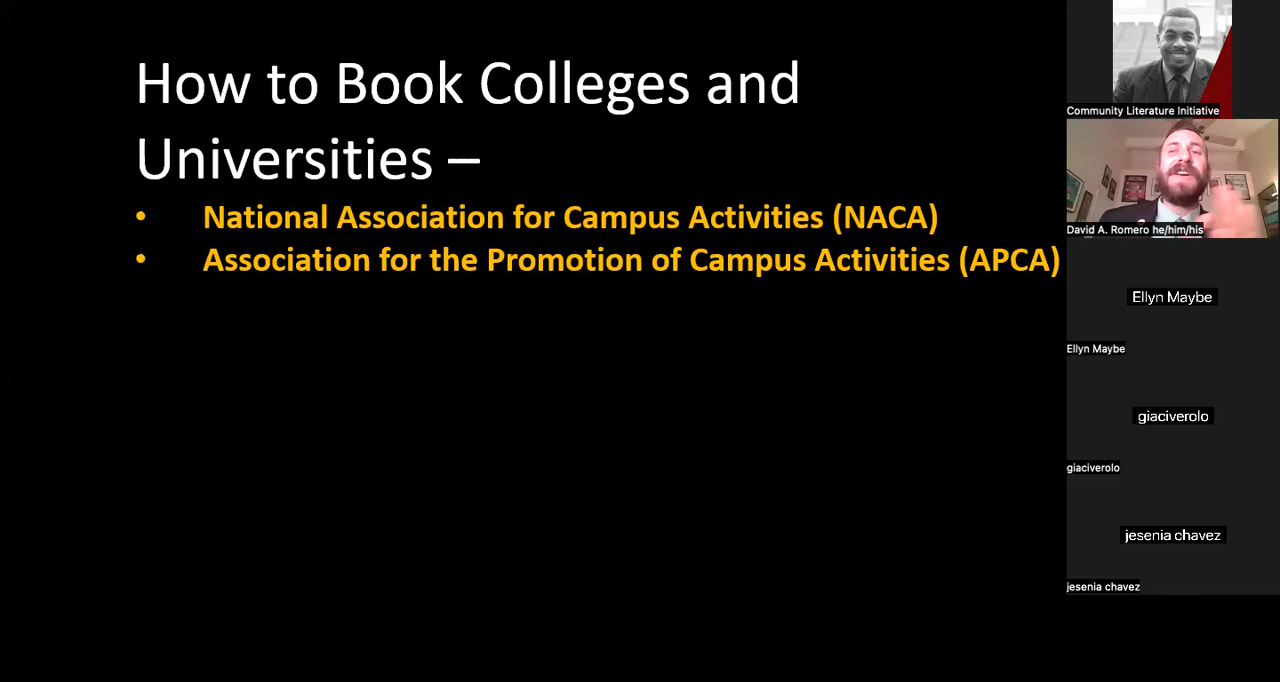 How to Book Colleges and
Universities –
• National Association for Campus Activities (NACA)
• Association for the Promotion of Campus Activities (APCA)
Community Literature Initiative
David A. Romero he/him/his
Ellyn Maybe
Ellyn Maybe
giaciverolo
giaciverolo
jesenia chavez
jesenia chavez